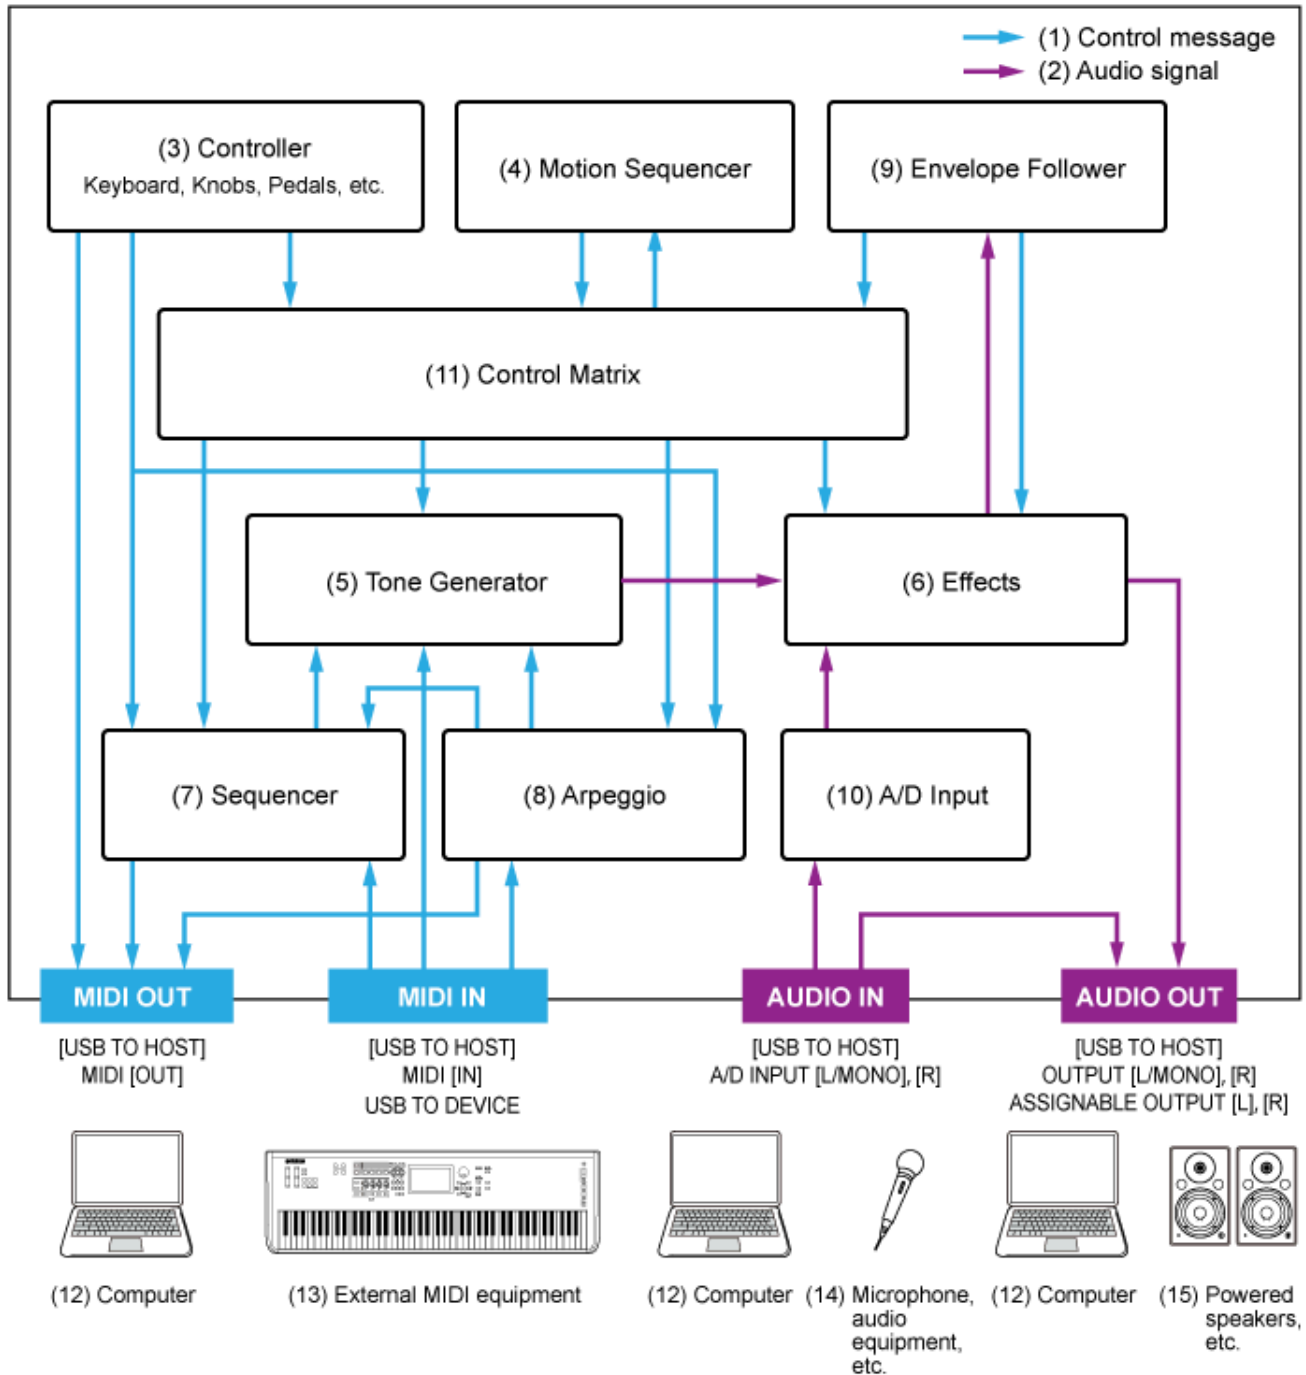 (1) Control message
(2) Audio signal
(3) Controller
Keyboard, Knobs, Pedals, etc.
(4) Motion Sequencer
(9) Envelope Follower
(11) Control Matrix
(5) Tone Generator
(6) Effects
(7) Sequencer
(8) Arpeggio
(10) A/D Input
MIDI OUT
MIDI IN
AUDIO IN
AUDIO OUT
[USB TO HOST]
MIDI [OUT]
[USB TO HOST]
MIDI [IN]
USB TO DEVICE
[USB TO HOST]
A/D INPUT [L/MONO], [R]
[USB TO HOST]
OUTPUT [L/MONO], [R]
ASSIGNABLE OUTPUT [L], [R]
(12) Computer
(13) External MIDI equipment
(12) Computer
(14) Microphone,
audio
equipment,
etc.
(12) Computer
(15) Powered
speakers,
etc.